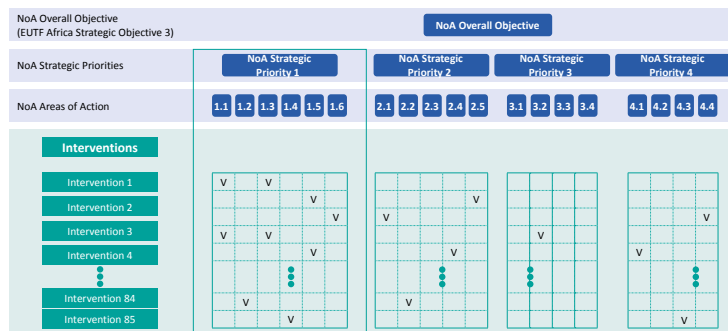 NoA Overall Objective
(EUTF Africa Strategic Objective 3)
NoA Overall Objective
NoA Strategic Priorities
NoA Strategic
Priority 1
NoA Strategic
Priority 2
NoA Strategic
Priority 3
NoA Strategic
Priority 4
NoA Areas of Action
1.1 1.2 1.3 1.4 1.5 1.6 2.1 2.2 2.3 2.4 2.5 3.1 3.2 3.3 3.4 4.1 4.2 4.3 4.4
Interventions
Intervention 1
V V
Intervention 2
V V
V V V
Intervention 3
V V V
Intervention 4
V V V
Intervention 84
V V
Intervention 85
V V